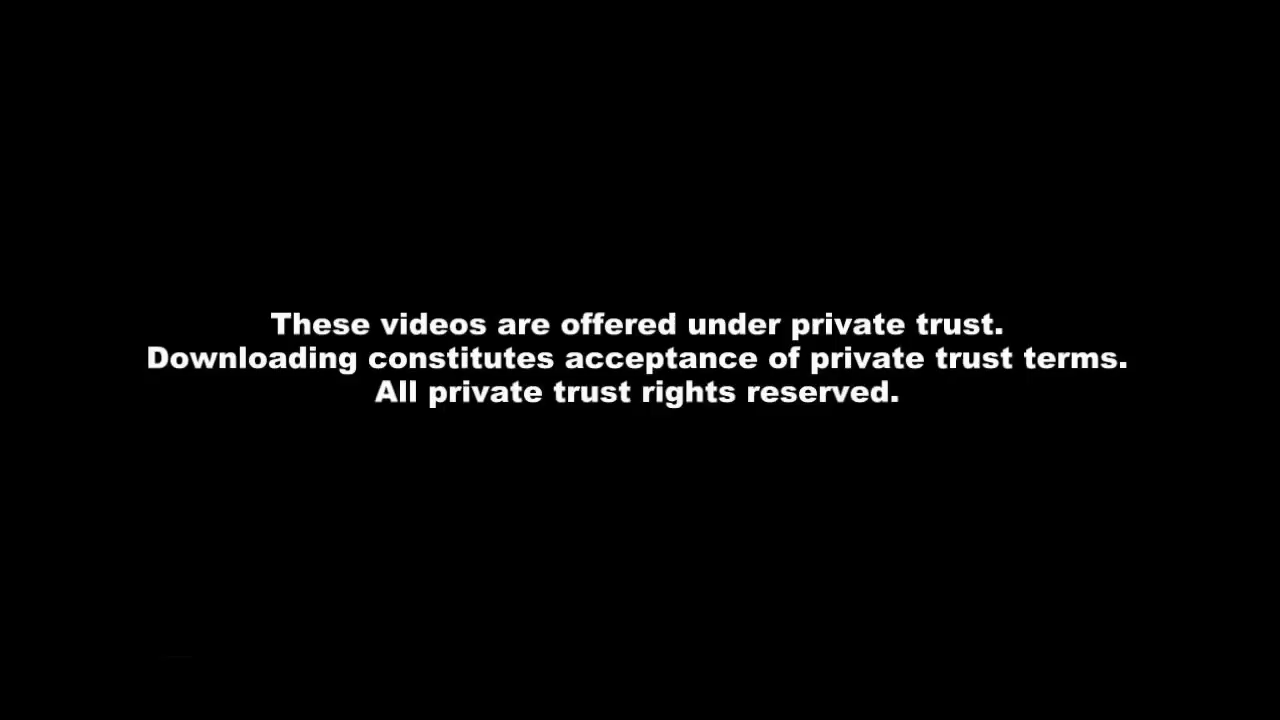 These videos are offered under private trust.
Downloading constitutes acceptance of private trust terms.
All private trust rights reserved.